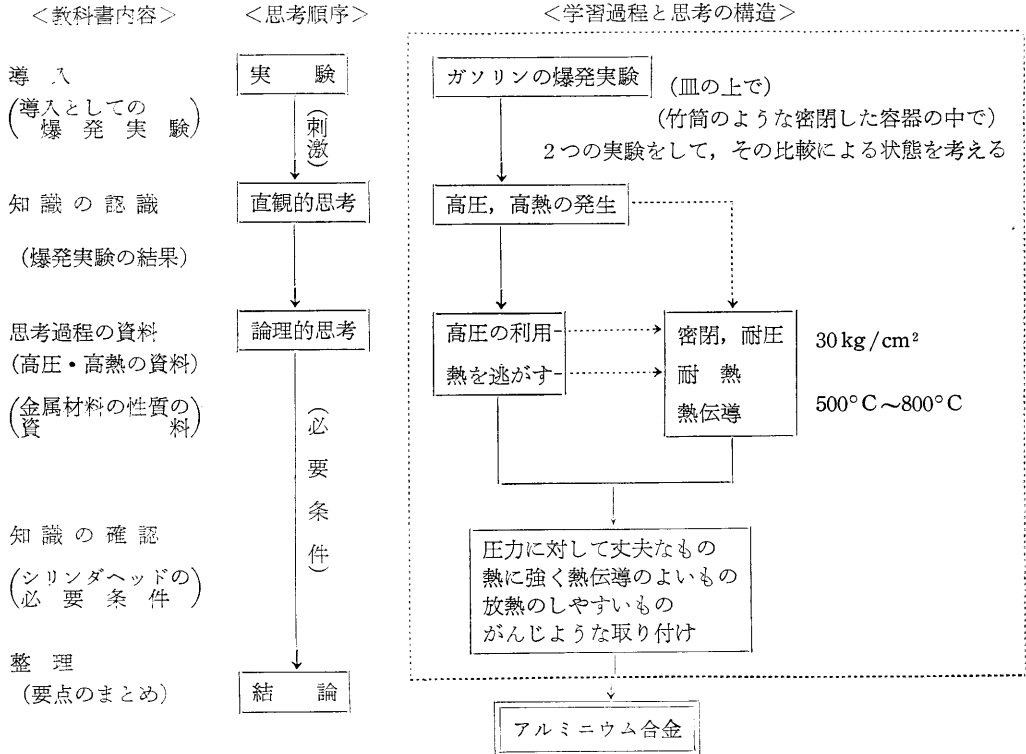 <教科書内容>
<思考順序>
<学習過程と思考の構造>
導入
(導入としての
爆発実験)
実験
(刺激)
ガソリンの爆発実験
(皿の上で)
(竹筒のような密閉した容器の中で)
2つの実験をして，その比較による状態を考える
知識の認識
(爆発実験の結果)
直観的思考
高圧，高熱の発生
思考過程の資料
(高圧・高熱の資料)
(金属材料の性質の
資料)
論理的思考
(必要条件)
高圧の利用
熱を逃がす
密閉，耐圧
耐熱
熱伝導
30kg/cm²
500°C～800°C
知識の確認
(シリンダヘッドの
必要条件)
圧力に対して丈夫なもの
熱に強く熱伝導のよいもの
放熱のしやすいもの
がんじような取り付け
整理
(要点のまとめ)
結論
アルミニウム合金